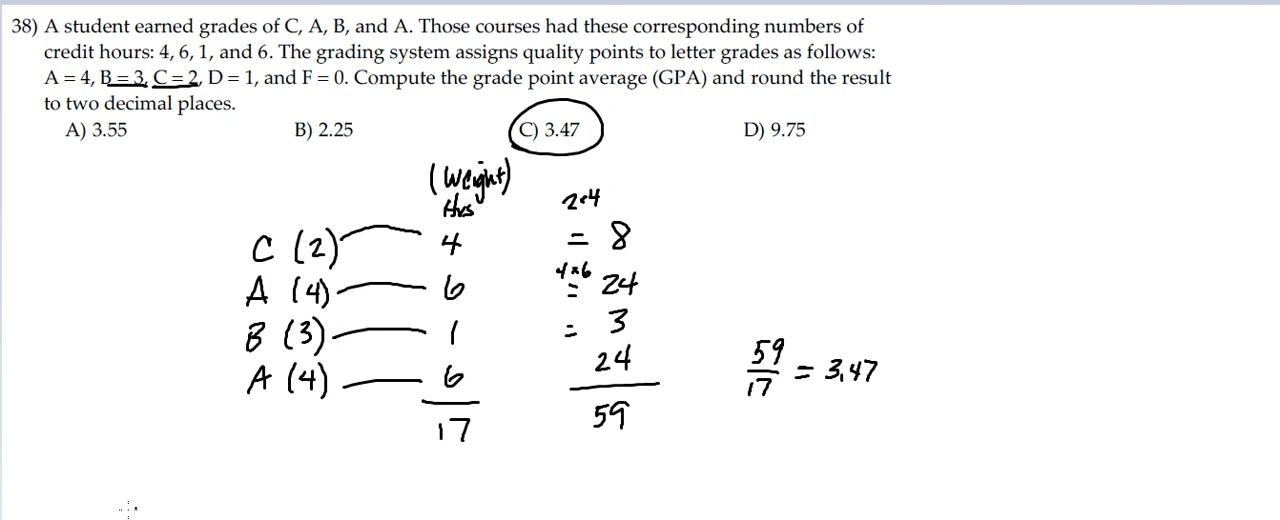 38) A student earned grades of C, A, B, and A. Those courses had these corresponding numbers of
credit hours: 4, 6, 1, and 6. The grading system assigns quality points to letter grades as follows:
A = 4, B = 3, C = 2, D = 1, and F = 0. Compute the grade point average (GPA) and round the result
to two decimal places.
A) 3.55 B) 2.25 C) 3.47 D) 9.75
(Weight)
Hrs 2·4
C (2) 4 = 8
4×6
A (4) 6 = 24
B (3) 1 = 3
A (4) 6 24
17 59
59/17 = 3.47